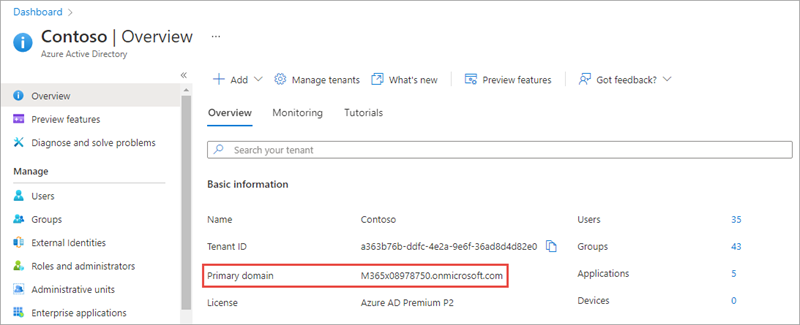 Dashboard >
Contoso | Overview ...
Azure Active Directory
«
Overview
Preview features
Diagnose and solve problems
Manage
Users
Groups
External Identities
Roles and administrators
Administrative units
Enterprise applications
+ Add Manage tenants What's new Preview features Got feedback?
Overview Monitoring Tutorials
Search your tenant
Basic information
Name Contoso Users 35
Tenant ID a363b76b-ddfc-4e2a-9e6f-36ad8d4d82e0 Groups 43
Primary domain M365x08978750.onmicrosoft.com Applications 5
License Azure AD Premium P2 Devices 0